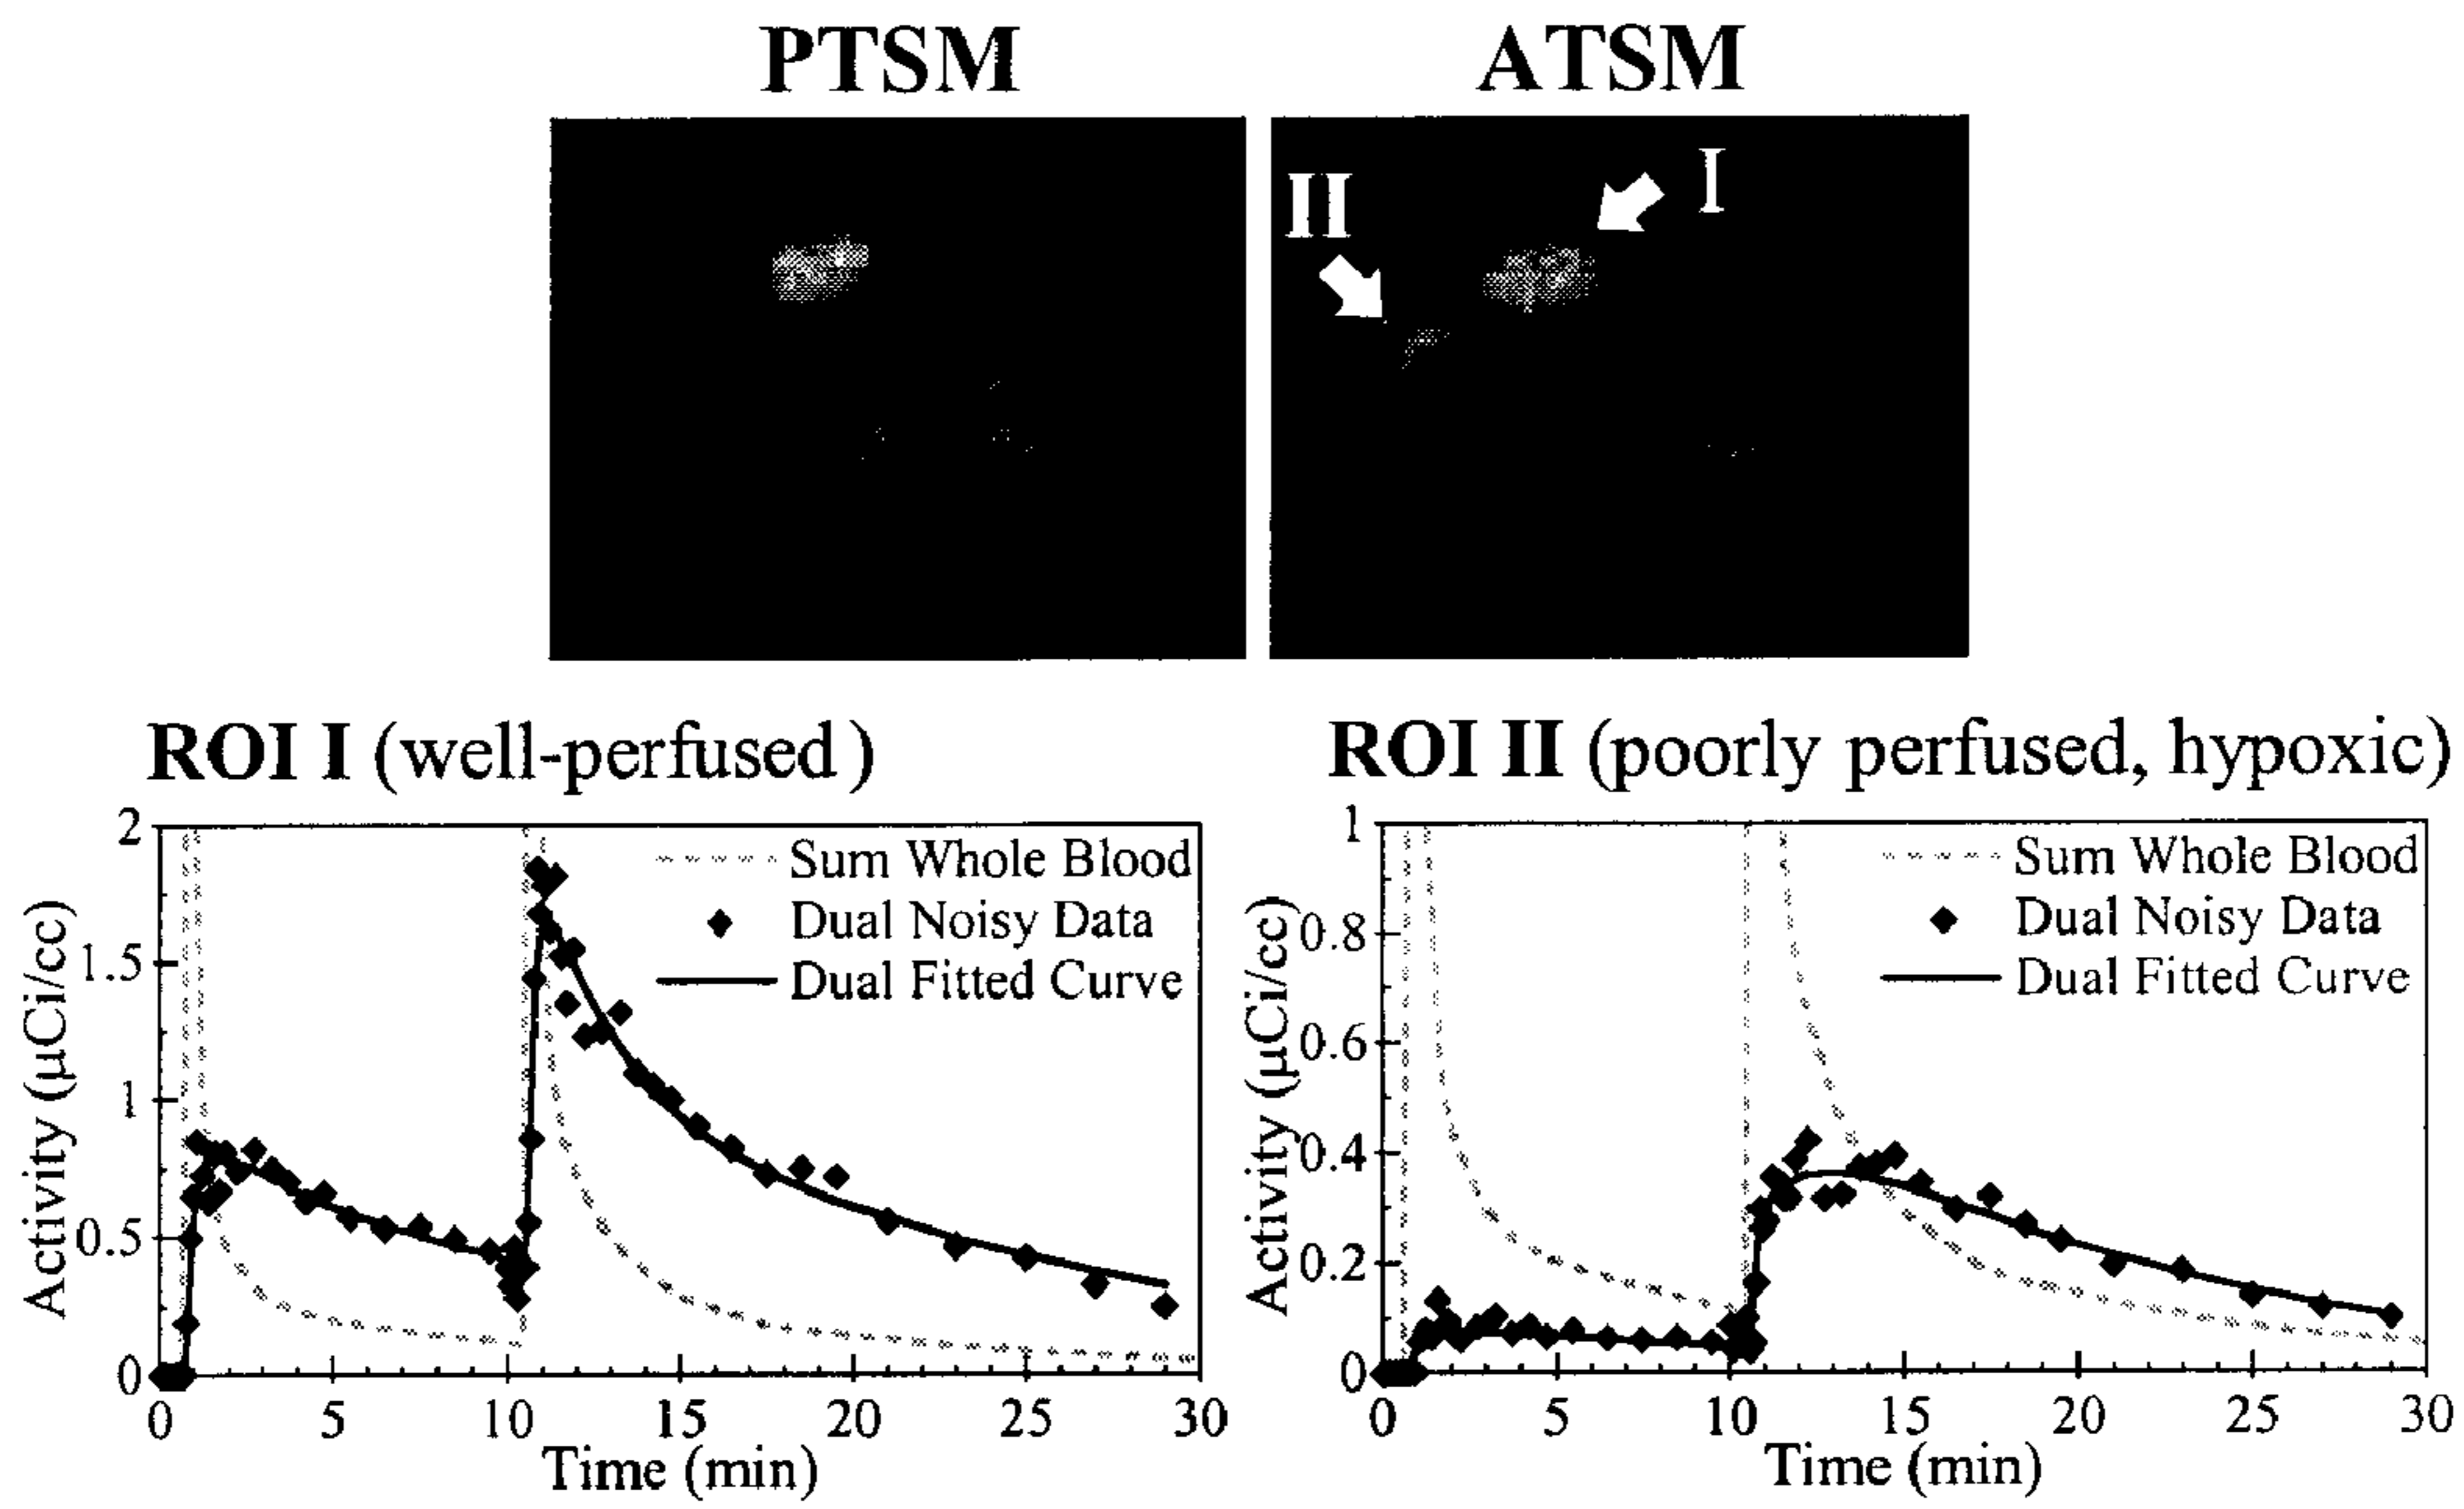 PTSM ATSM
II I
ROI I (well-perfused) ROI II (poorly perfused, hypoxic)
Activity (µCi/cc)
2
1.5
1
0.5
0
0 5 10 15 20 25 30
Time (min)
Sum Whole Blood
Dual Noisy Data
Dual Fitted Curve
Activity (µCi/cc)
1
0.8
0.6
0.4
0.2
0
0 5 10 15 20 25 30
Time (min)
Sum Whole Blood
Dual Noisy Data
Dual Fitted Curve